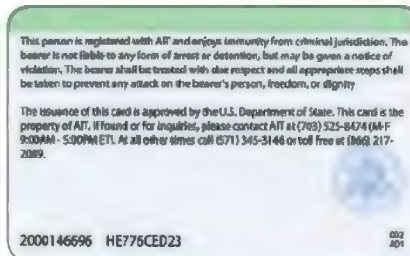 This person is registered with AIT and enjoys immunity from criminal jurisdiction. The
bearer is not liable to any form of arrest or detention, but may be given a notice of
violation. The bearer shall be treated with due respect and all appropriate steps shall
be taken to prevent any attack on the bearer's person, freedom, or dignity
The issuance of this card is approved by the U.S. Department of State. This card is the
property of AIT. If found or for inquiries, please contact AIT at (703) 525-8474 (M-F
9:00AM - 5:00PM ET). At all other times call (571) 345-3146 or toll free at (866) 217-
2089.
2000146696 HE776CED23
002
A01